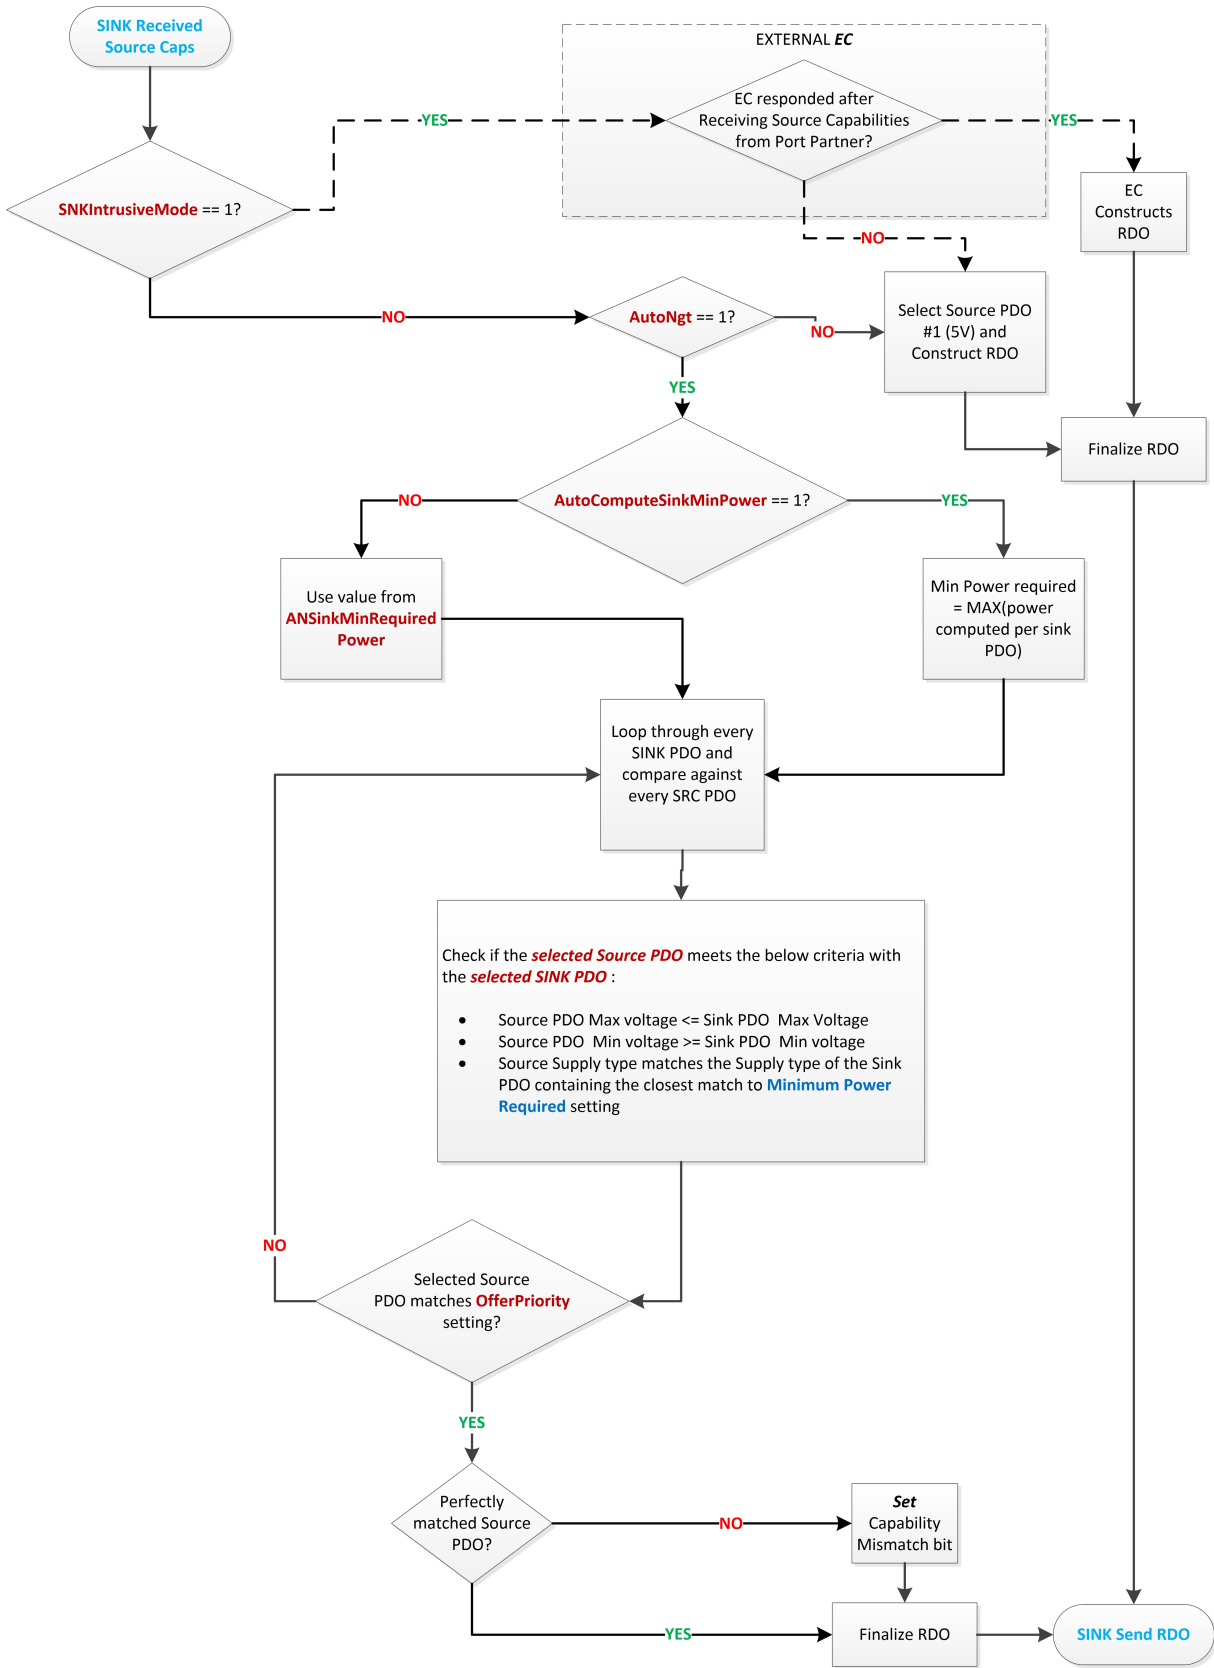 SINK Received
Source Caps
EXTERNAL EC
EC responded after
Receiving Source Capabilities
from Port Partner?
YES
YES
SNKIntrusiveMode == 1?
EC
Constructs
RDO
NO
NO
AutoNgt == 1?
NO
Select Source PDO
#1 (5V) and
Construct RDO
YES
Finalize RDO
AutoComputeSinkMinPower == 1?
NO
YES
Use value from
ANSinkMinRequired
Power
Min Power required
= MAX(power
computed per sink
PDO)
Loop through every
SINK PDO and
compare against
every SRC PDO
Check if the selected Source PDO meets the below criteria with
the selected SINK PDO :
• Source PDO Max voltage <= Sink PDO Max Voltage
• Source PDO Min voltage >= Sink PDO Min voltage
• Source Supply type matches the Supply type of the Sink
PDO containing the closest match to Minimum Power
Required setting
NO
Selected Source
PDO matches OfferPriority
setting?
YES
Perfectly
matched Source
PDO?
NO
Set
Capability
Mismatch bit
YES
Finalize RDO
SINK Send RDO